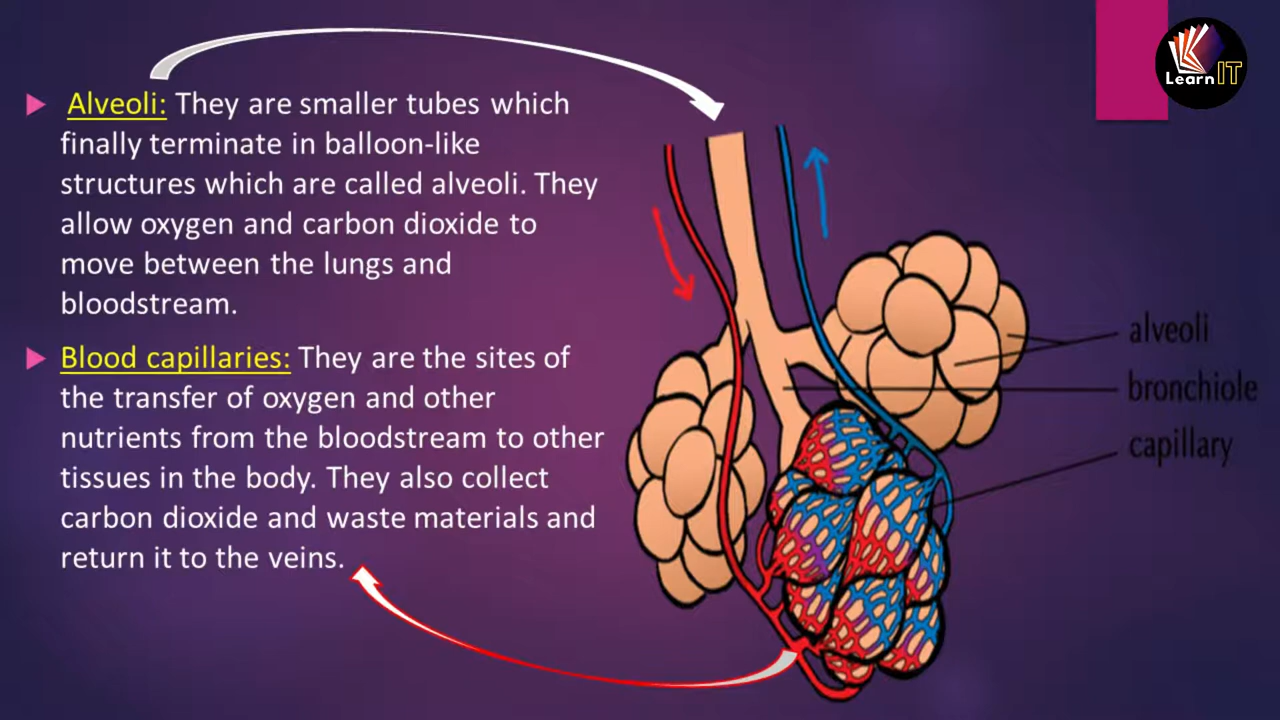 Learn IT
Alveoli: They are smaller tubes which
finally terminate in balloon-like
structures which are called alveoli. They
allow oxygen and carbon dioxide to
move between the lungs and
bloodstream.
Blood capillaries: They are the sites of
the transfer of oxygen and other
nutrients from the bloodstream to other
tissues in the body. They also collect
carbon dioxide and waste materials and
return it to the veins.
alveoli
bronchiole
capillary